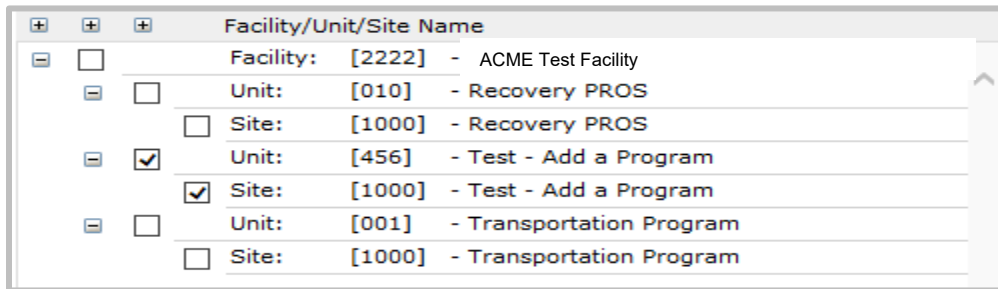 Facility/Unit/Site Name
Facility: [2222] - ACME Test Facility
Unit: [010] - Recovery PROS
Site: [1000] - Recovery PROS
Unit: [456] - Test - Add a Program
Site: [1000] - Test - Add a Program
Unit: [001] - Transportation Program
Site: [1000] - Transportation Program